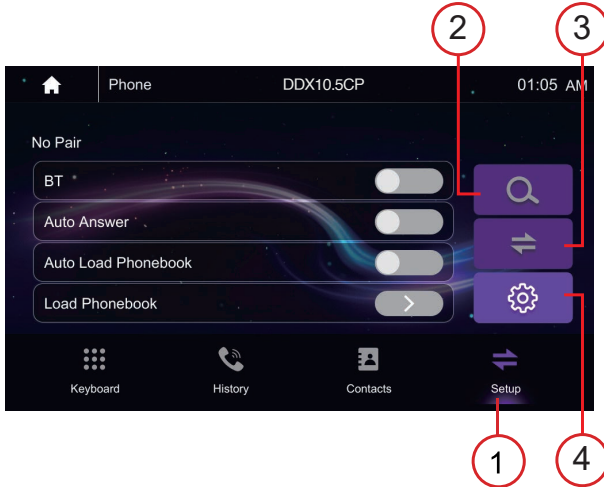 2 3
Phone DDX10.5CP 01:05 AM
No Pair
BT
Auto Answer
Auto Load Phonebook
Load Phonebook
Keyboard History Contacts Setup
1 4